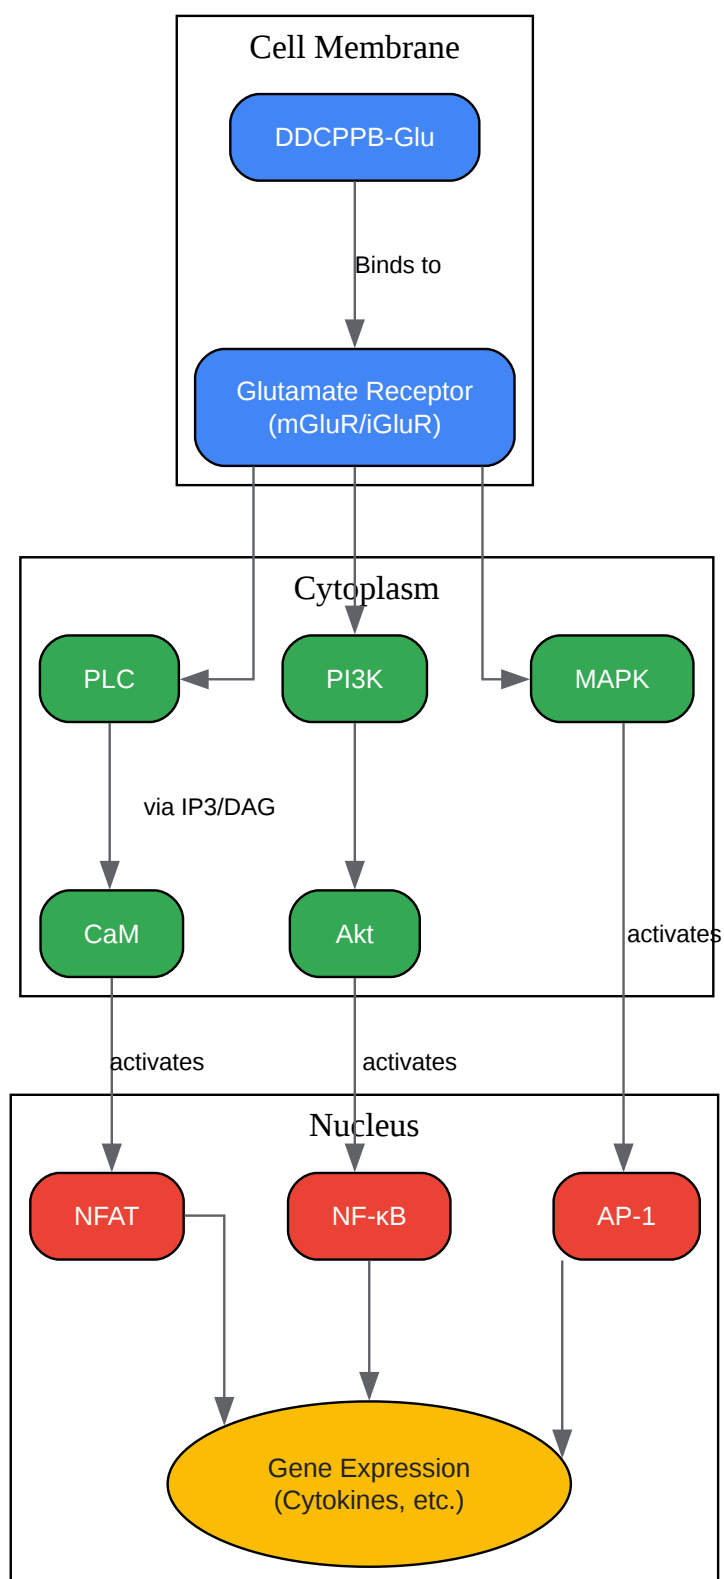 Cell Membrane
DDCPPB-Glu
Binds to
Glutamate Receptor
(mGluR/iGluR)
Cytoplasm
PLC
PI3K
MAPK
via IP3/DAG
CaM
Akt
activates
activates
activates
Nucleus
NFAT
NF-κB
AP-1
Gene Expression
(Cytokines, etc.)